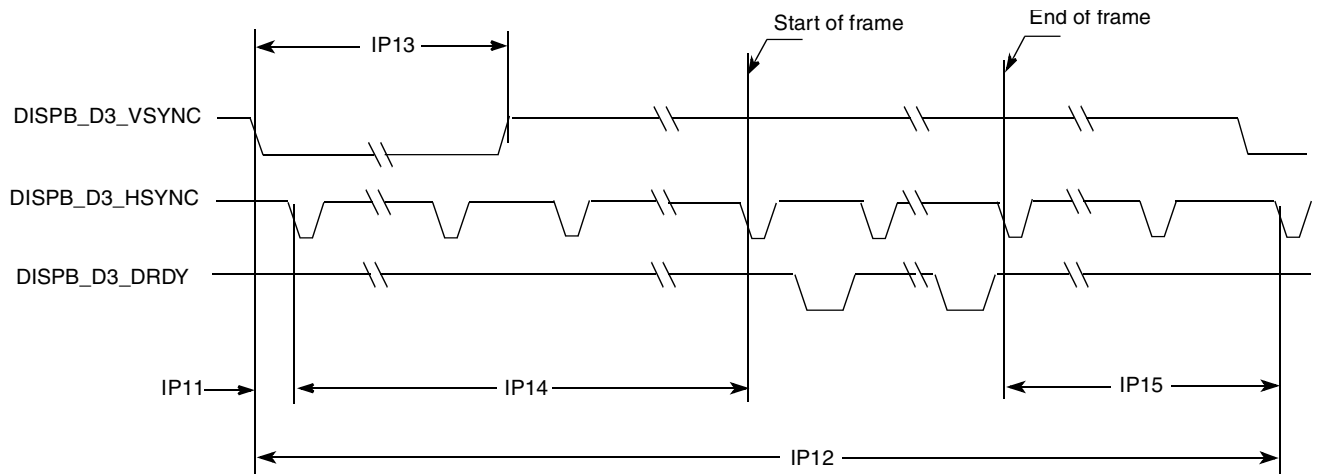 Start of frame
End of frame
IP13
DISPB_D3_VSYNC
DISPB_D3_HSYNC
DISPB_D3_DRDY
IP11
IP14
IP15
IP12